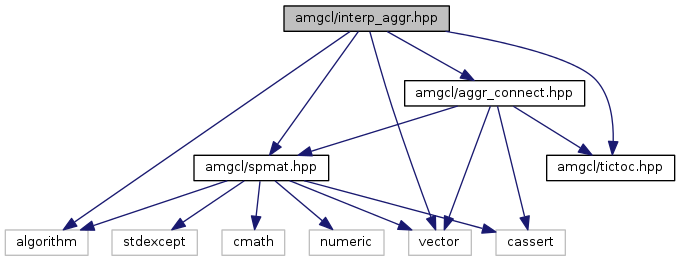 amgcl/interp_aggr.hpp
amgcl/aggr_connect.hpp
amgcl/spmat.hpp
amgcl/tictoc.hpp
algorithm
stdexcept
cmath
numeric
vector
cassert